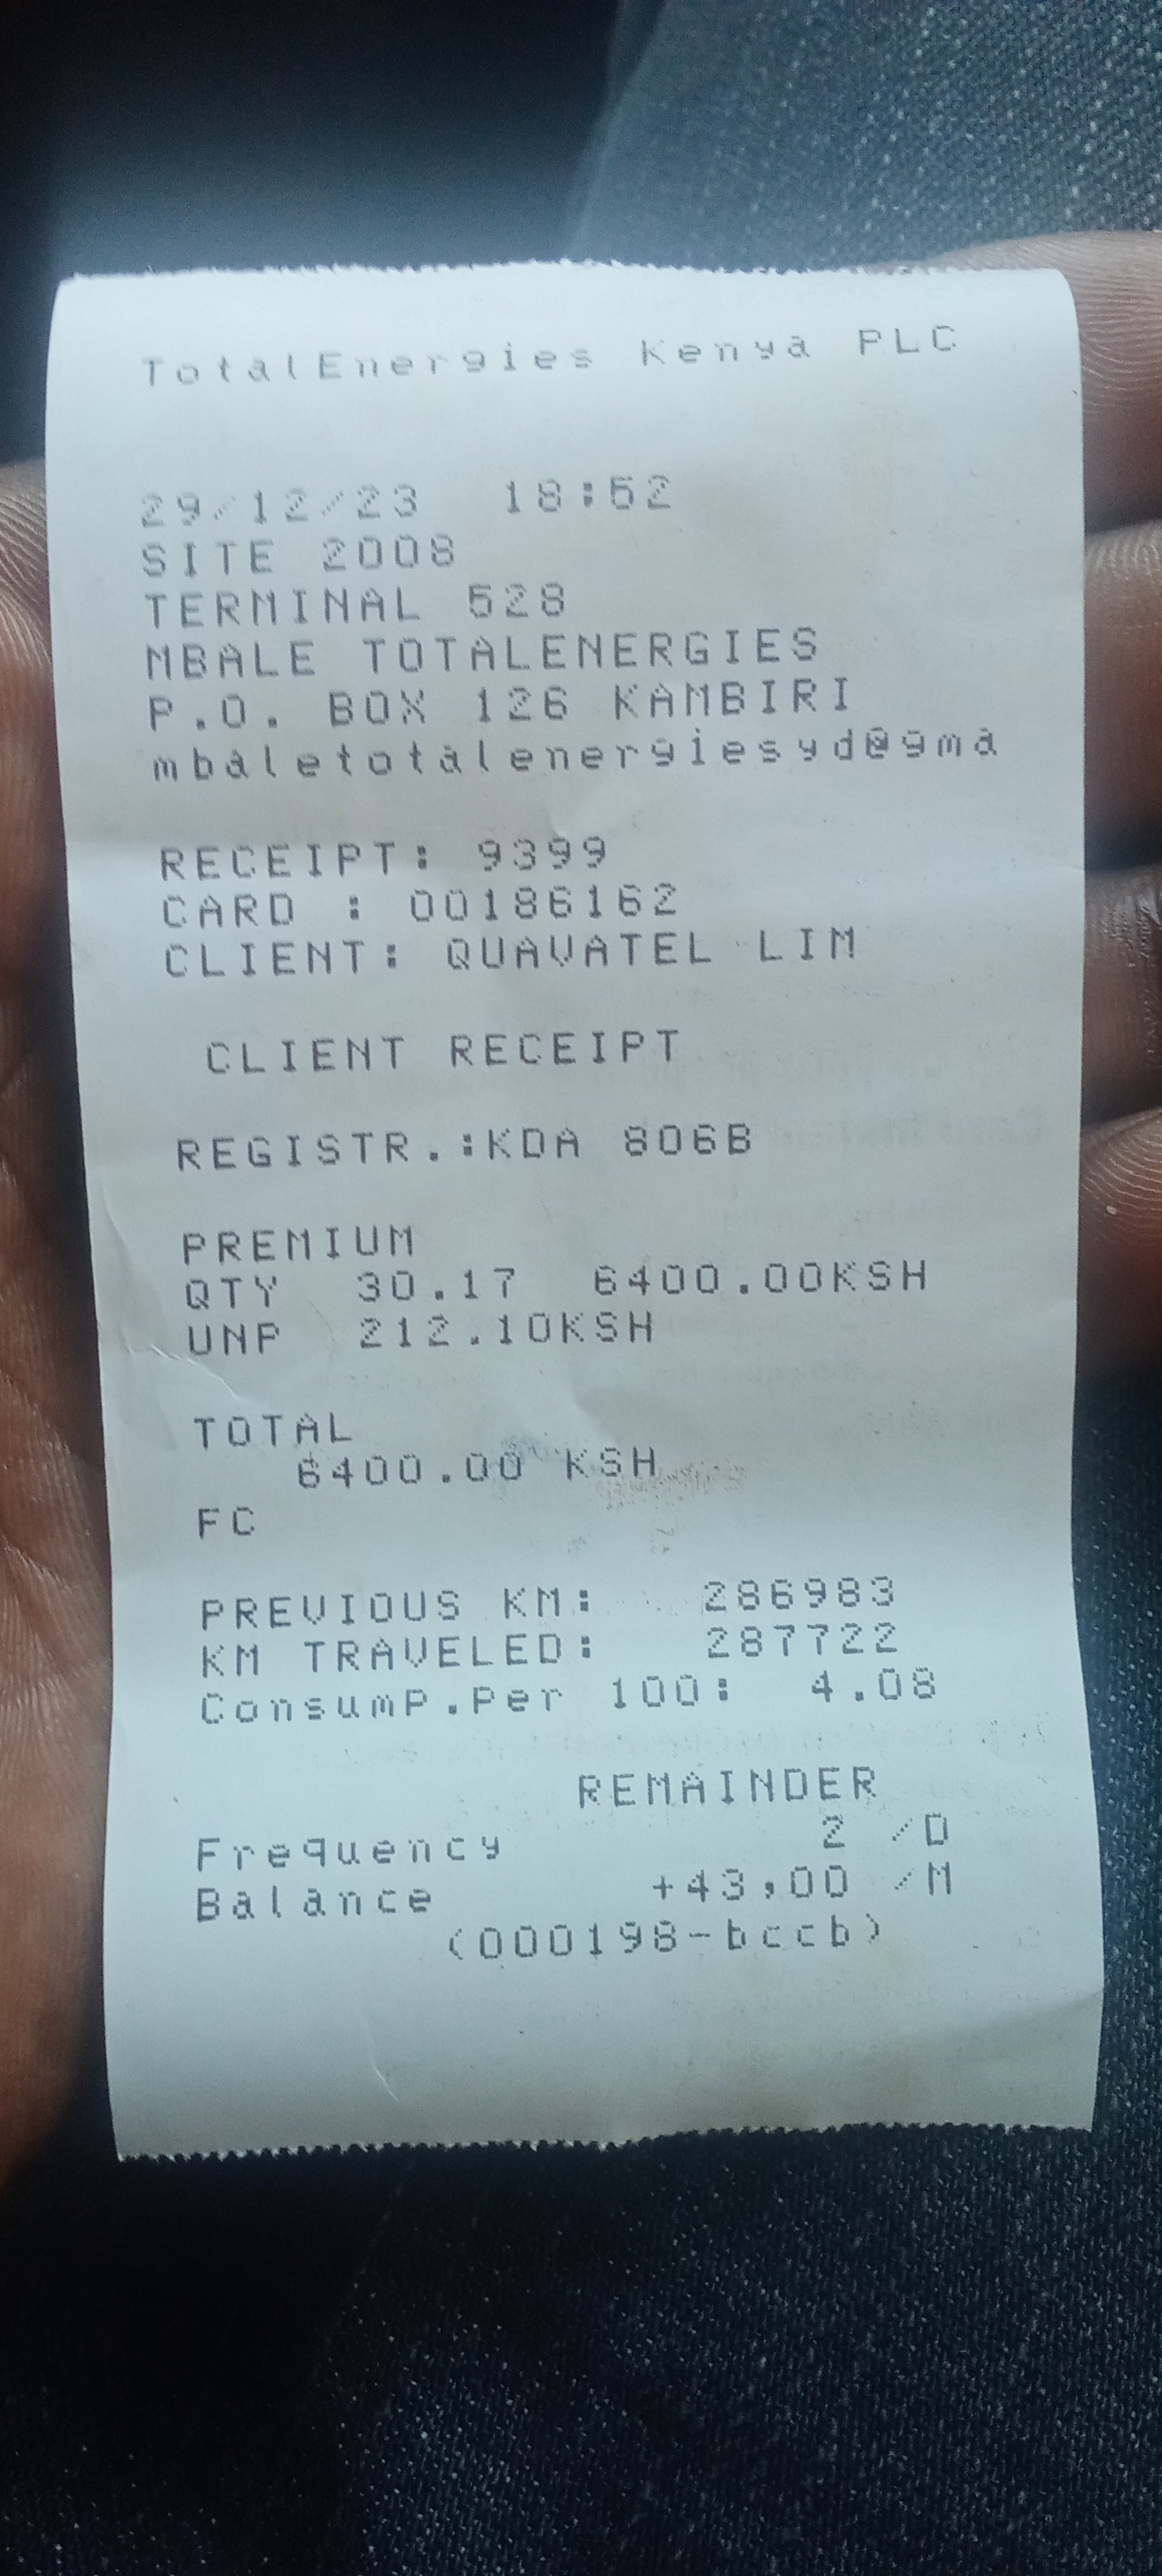 TotalEnergies Kenya PLC
29/12/23 18:52
SITE 2008
TERMINAL 528
MBALE TOTALENERGIES
P.O. BOX 126 KAMBIRI
mbaletotalenergiesyd@gma
RECEIPT: 9399
CARD : 00186162
CLIENT: QUAVATEL LIM
CLIENT RECEIPT
REGISTR.:KDA 806B
PREMIUM
QTY 30.17 6400.00KSH
UNP 212.10KSH
TOTAL
6400.00 KSH
FC
PREVIOUS KM: 286983
KM TRAVELED: 287722
Consump.Per 100: 4.08
REMAINDER
Frequency 2 /D
Balance +43,00 /M
(000198-bccb)